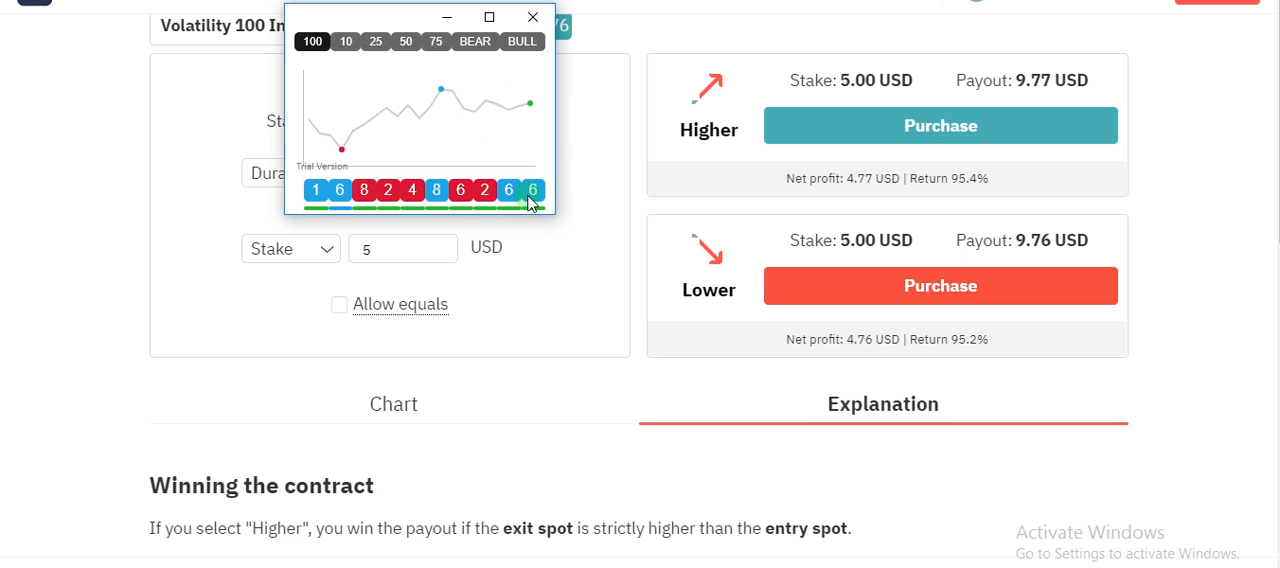 Volatility 100 In
76
100 10 25 50 75 BEAR BULL
Trial Version
1 6 8 2 4 8 6 2 6 6
Sta
Dura
Stake 5 USD
Allow equals
Stake: 5.00 USD Payout: 9.77 USD
Higher Purchase
Net profit: 4.77 USD | Return 95.4%
Stake: 5.00 USD Payout: 9.76 USD
Lower Purchase
Net profit: 4.76 USD | Return 95.2%
Chart Explanation
Winning the contract
If you select "Higher", you win the payout if the exit spot is strictly higher than the entry spot.
Activate Windows
Go to Settings to activate Windows.